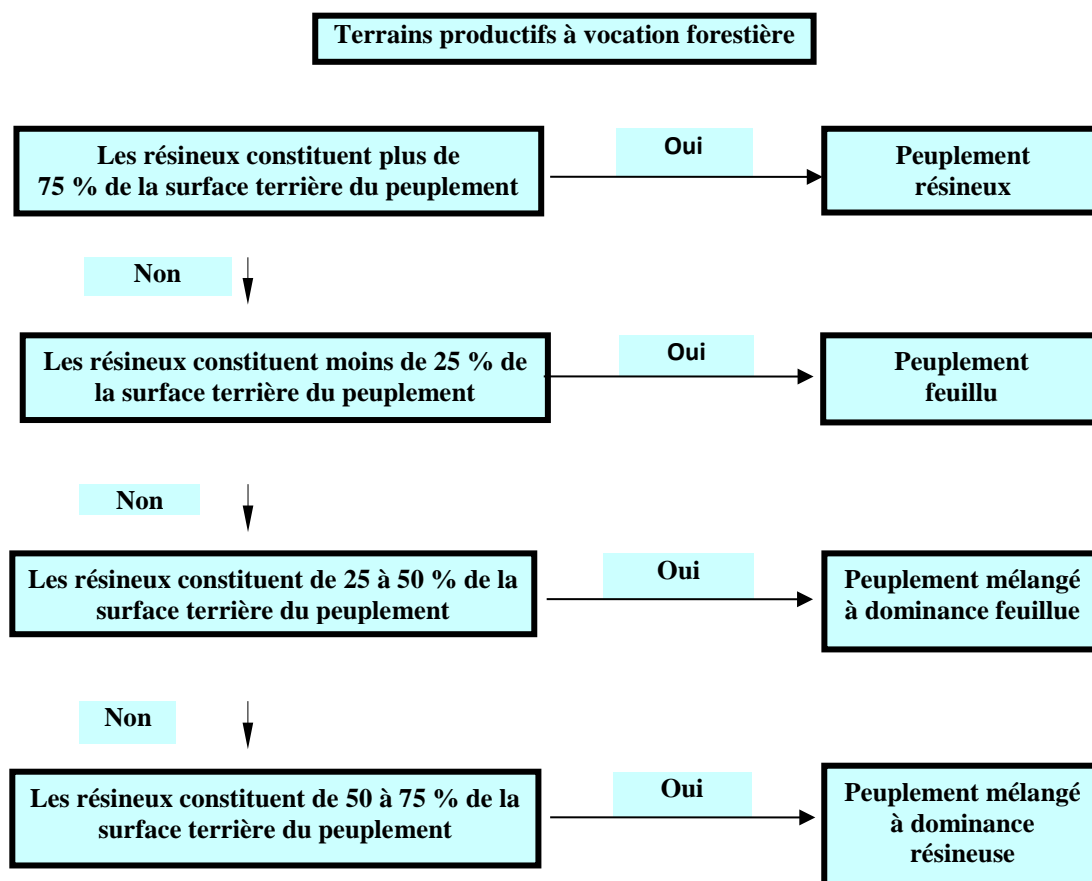 Terrains productifs à vocation forestière
Les résineux constituent plus de
75 % de la surface terrière du peuplement
Oui
Peuplement
résineux
Non
Les résineux constituent moins de 25 % de
la surface terrière du peuplement
Oui
Peuplement
feuillu
Non
Les résineux constituent de 25 à 50 % de la
surface terrière du peuplement
Oui
Peuplement mélangé
à dominance feuillue
Non
Les résineux constituent de 50 à 75 % de la
surface terrière du peuplement
Oui
Peuplement mélangé
à dominance
résineuse